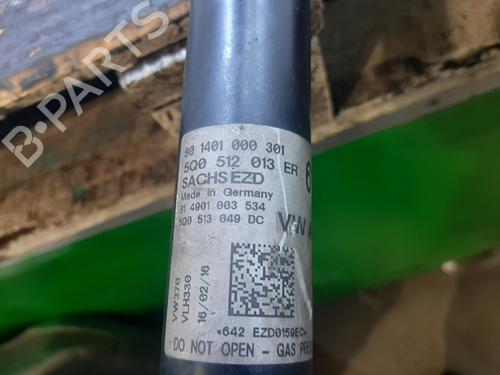 80 1401 000 301
5Q0 512 013 ER
SACHS EZD
Made in Germany
81 4901 003 534
5Q0 513 049 DC
VW
VW370
VLH330
16/02/16
*642 EZD0159EC*
DO NOT OPEN - GAS
B-PARTS